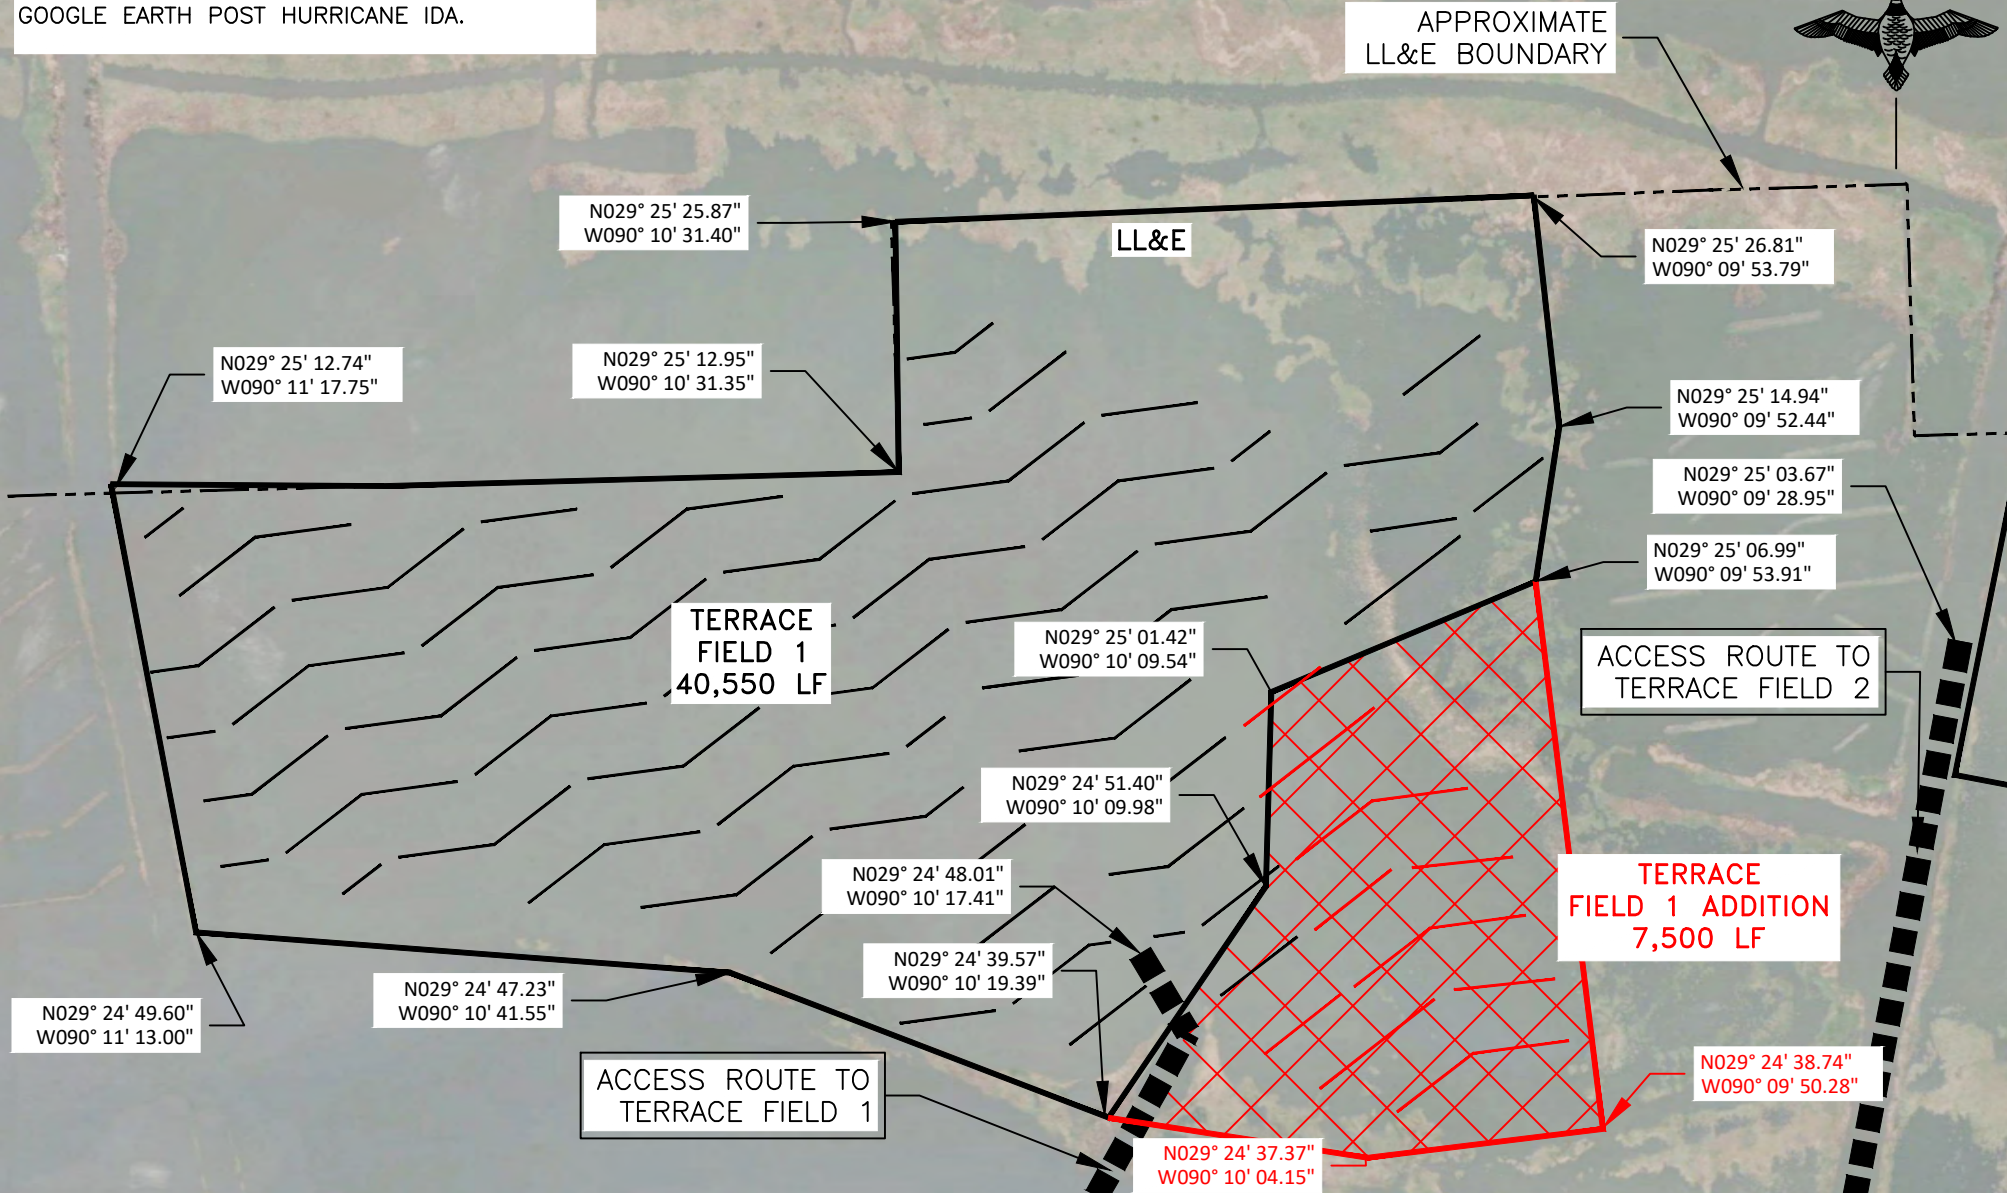 GOOGLE EARTH POST HURRICANE IDA.
APPROXIMATE
LL&E BOUNDARY
N029° 25' 25.87"
W090° 10' 31.40"
LL&E
N029° 25' 26.81"
W090° 09' 53.79"
N029° 25' 12.74"
W090° 11' 17.75"
N029° 25' 12.95"
W090° 10' 31.35"
N029° 25' 14.94"
W090° 09' 52.44"
N029° 25' 03.67"
W090° 09' 28.95"
N029° 25' 06.99"
W090° 09' 53.91"
TERRACE
FIELD 1
40,550 LF
N029° 25' 01.42"
W090° 10' 09.54"
ACCESS ROUTE TO
TERRACE FIELD 2
N029° 24' 51.40"
W090° 10' 09.98"
N029° 24' 48.01"
W090° 10' 17.41"
TERRACE
FIELD 1 ADDITION
7,500 LF
N029° 24' 39.57"
W090° 10' 19.39"
N029° 24' 47.23"
W090° 10' 41.55"
N029° 24' 49.60"
W090° 11' 13.00"
ACCESS ROUTE TO
TERRACE FIELD 1
N029° 24' 38.74"
W090° 09' 50.28"
N029° 24' 37.37"
W090° 10' 04.15"